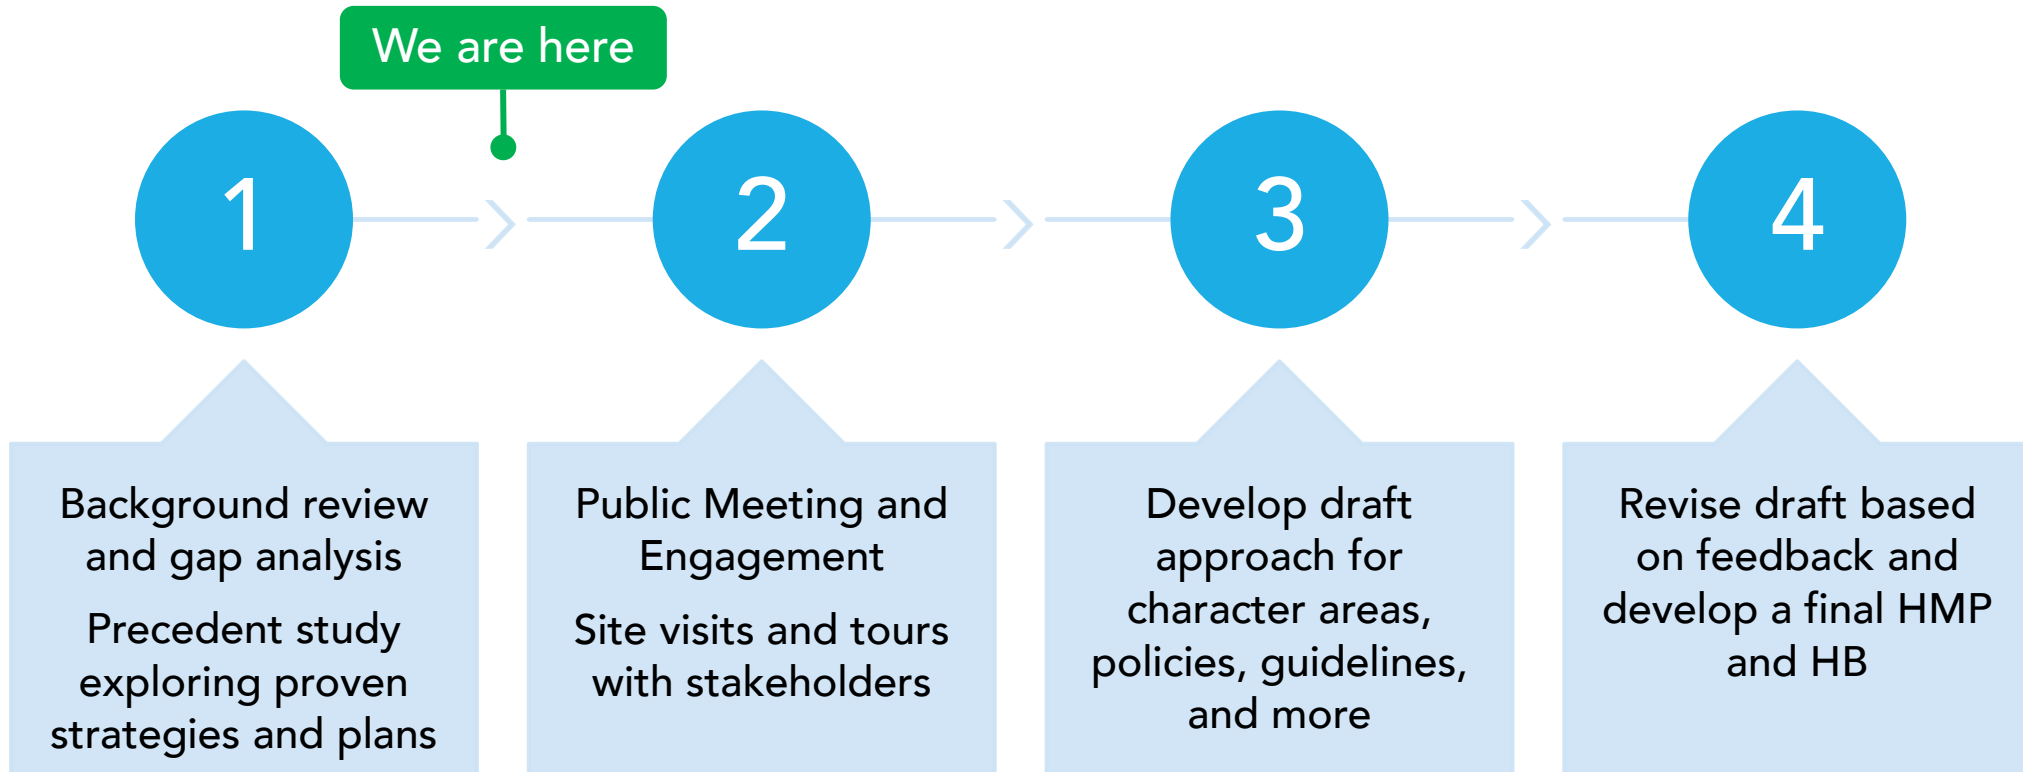 We are here
1
2
3
4
Background review
and gap analysis
Precedent study
exploring proven
strategies and plans
Public Meeting and
Engagement
Site visits and tours
with stakeholders
Develop draft
approach for
character areas,
policies, guidelines,
and more
Revise draft based
on feedback and
develop a final HMP
and HB